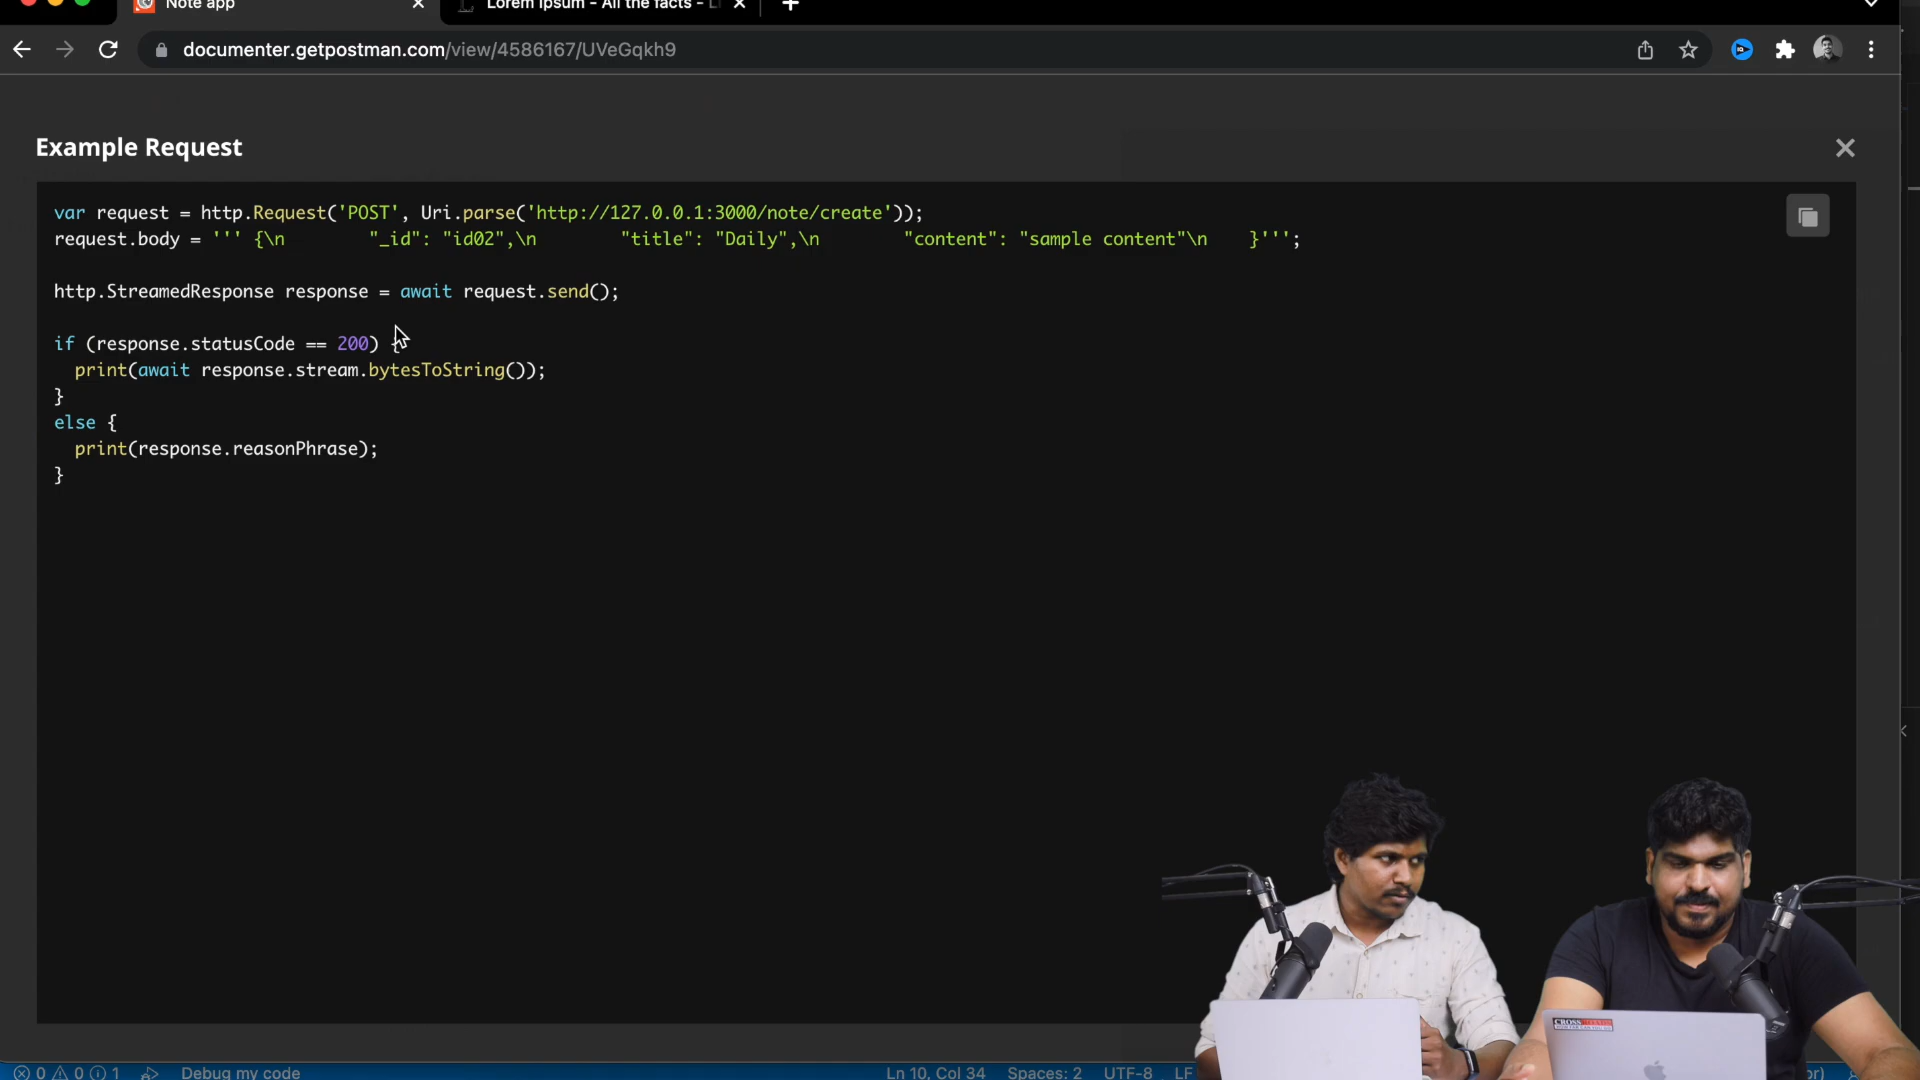 Note app
Lorem Ipsum - All the facts - L
documenter.getpostman.com/view/4586167/UVeGqkh9
Example Request
var request = http.Request('POST', Uri.parse('http://127.0.0.1:3000/note/create'));
request.body = ''' {\n        "_id": "id02",\n        "title": "Daily",\n        "content": "sample content"\n    }''';
http.StreamedResponse response = await request.send();
if (response.statusCode == 200) {
  print(await response.stream.bytesToString());
}
else {
  print(response.reasonPhrase);
}
CROSS
0 0 1 Debug my code Ln 10, Col 34 Spaces: 2 UTF-8 LF or)